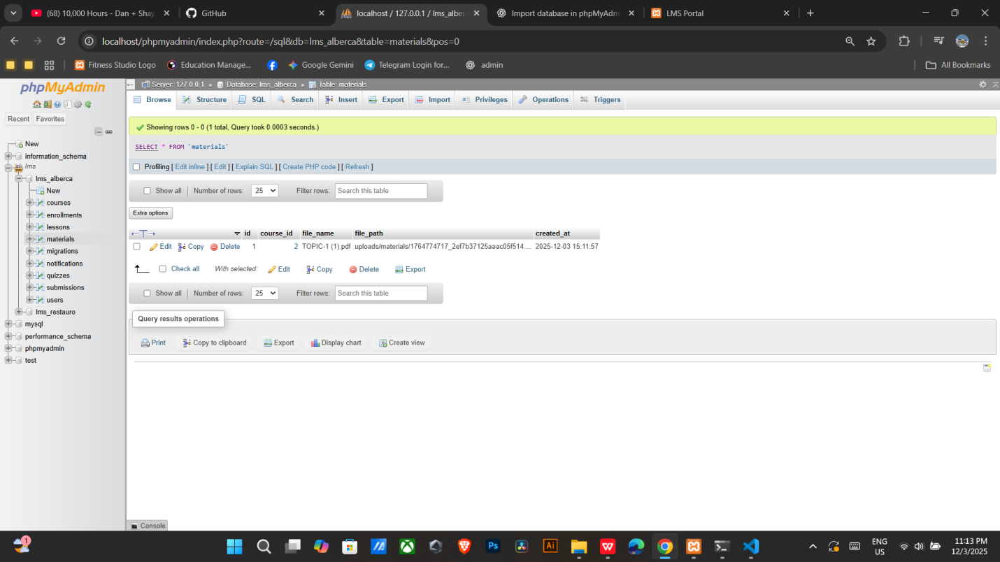 (68) 10,000 Hours - Dan + Shay
GitHub
localhost / 127.0.0.1 / lms_alber
Import database in phpMyAdm
LMS Portal
localhost/phpmyadmin/index.php?route=/sql&db=lms_alberca&table=materials&pos=0
Fitness Studio Logo
Education Manage...
Google Gemini
Telegram Login for...
admin
All Bookmarks
phpMyAdmin
Server: 127.0.0.1 » Database: lms_alberca » Table: materials
Browse Structure SQL Search Insert Export Import Privileges Operations Triggers
Recent Favorites
New
information_schema
lms
lms_alberca
New
courses
enrollments
lessons
materials
migrations
notifications
quizzes
submissions
users
lms_restauro
mysql
performance_schema
phpmyadmin
test
Showing rows 0 - 0 (1 total, Query took 0.0003 seconds.)
SELECT * FROM `materials`
Profiling [ Edit inline ] [ Edit ] [ Explain SQL ] [ Create PHP code ] [ Refresh ]
Show all Number of rows: 25 Filter rows: Search this table
Extra options
id course_id file_name file_path created_at
Edit Copy Delete 1 2 TOPIC-1 (1).pdf uploads/materials/1764774717_2ef7b37125aaac05f514.... 2025-12-03 15:11:57
Check all With selected: Edit Copy Delete Export
Show all Number of rows: 25 Filter rows: Search this table
Query results operations
Print Copy to clipboard Export Display chart Create view
Console
1
Ps
Ai
W
ENG
US
11:13 PM
12/3/2025